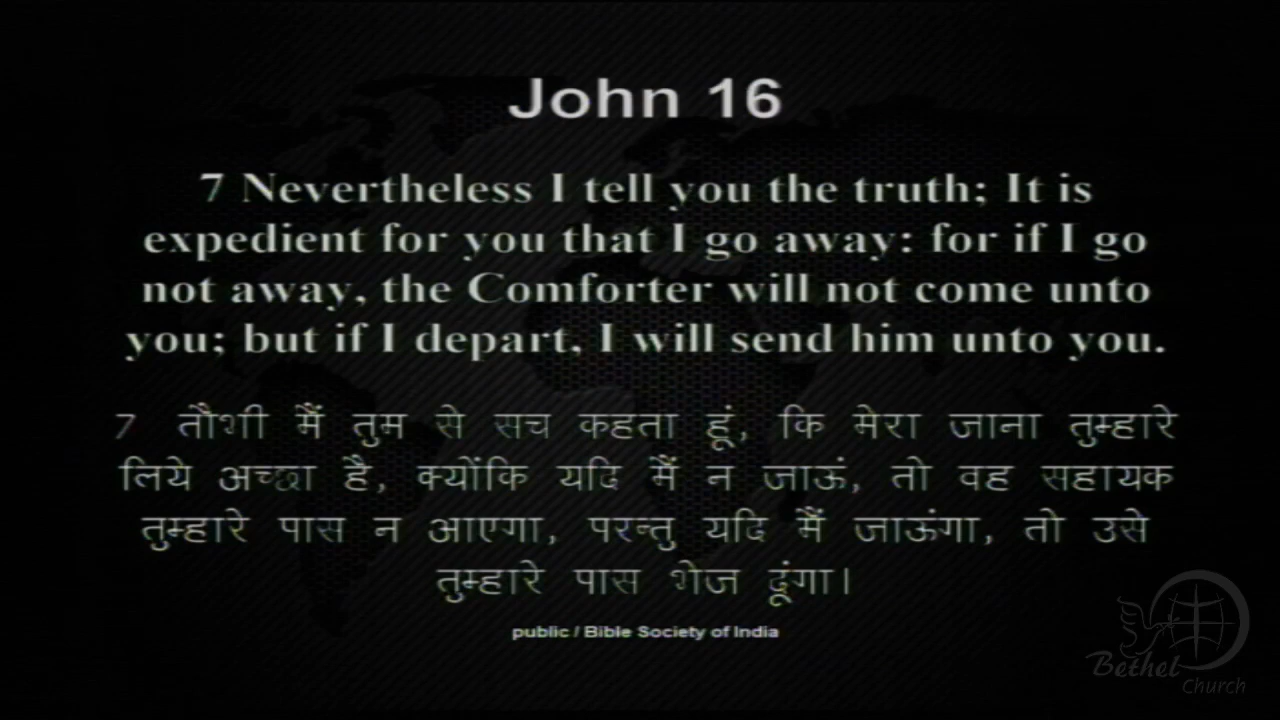 John 16
7 Nevertheless I tell you the truth; It is
expedient for you that I go away: for if I go
not away, the Comforter will not come unto
you; but if I depart, I will send him unto you.
7 तौभी मैं तुम से सच कहता हूं, कि मेरा जाना तुम्हारे
लिये अच्छा है, क्योंकि यदि मैं न जाऊं, तो वह सहायक
तुम्हारे पास न आएगा, परन्तु यदि मैं जाऊंगा, तो उसे
तुम्हारे पास भेज दूंगा।
public / Bible Society of India
Bethel
Church